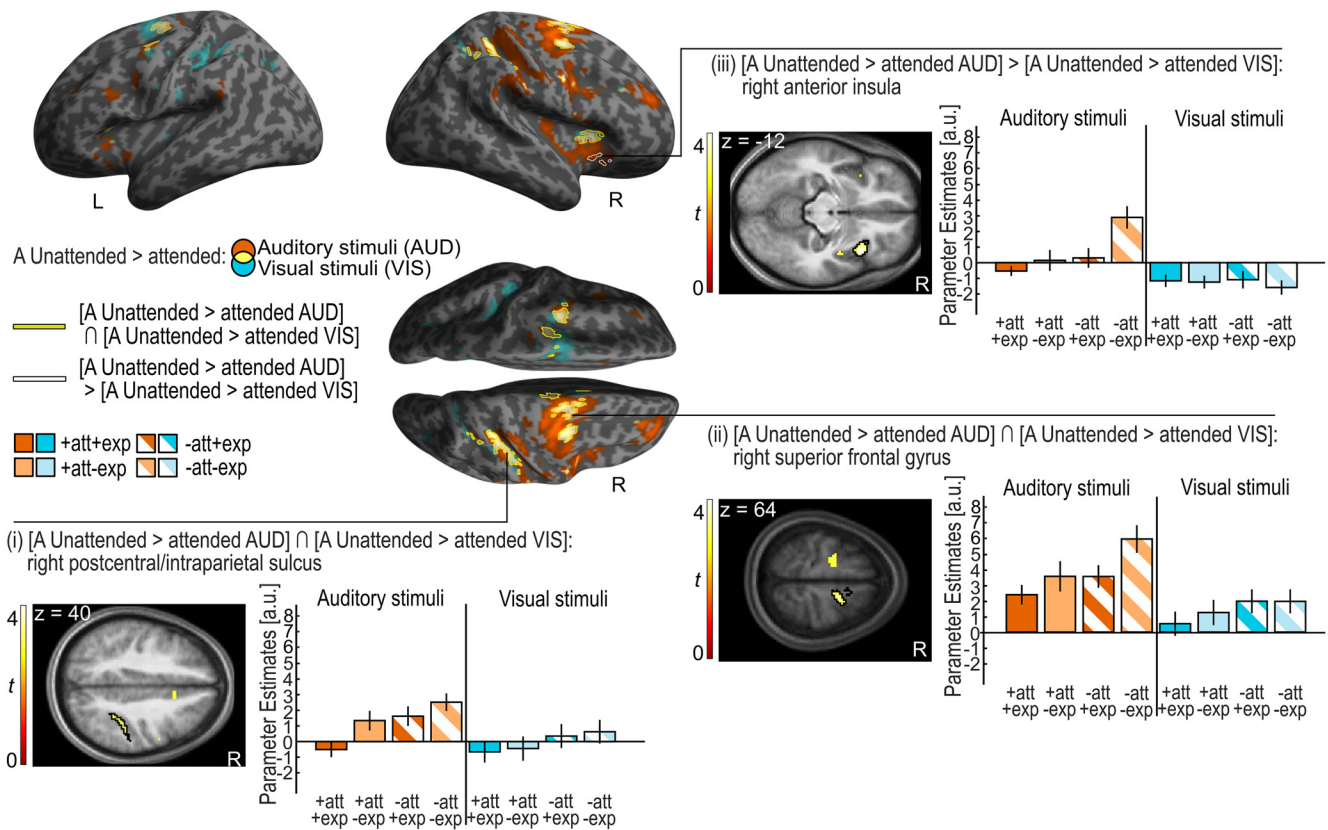 L
R
A Unattended > attended:
Auditory stimuli (AUD)
Visual stimuli (VIS)
[A Unattended > attended AUD]
∩ [A Unattended > attended VIS]
[A Unattended > attended AUD]
> [A Unattended > attended VIS]
+att+exp
-att+exp
+att-exp
-att-exp
R
(iii) [A Unattended > attended AUD] > [A Unattended > attended VIS]:
right anterior insula
4
t
0
z = -12
R
Parameter Estimates [a.u.]
Auditory stimuli
Visual stimuli
8
7
6
5
4
3
2
1
0
-1
-2
+att +att -att -att +att +att -att -att
+exp -exp +exp -exp +exp -exp +exp -exp
(ii) [A Unattended > attended AUD] ∩ [A Unattended > attended VIS]:
right superior frontal gyrus
4
t
0
z = 64
R
Parameter Estimates [a.u.]
Auditory stimuli
Visual stimuli
8
7
6
5
4
3
2
1
0
-1
-2
+att +att -att -att +att +att -att -att
+exp -exp +exp -exp +exp -exp +exp -exp
(i) [A Unattended > attended AUD] ∩ [A Unattended > attended VIS]:
right postcentral/intraparietal sulcus
4
t
0
z = 40
R
Parameter Estimates [a.u.]
Auditory stimuli
Visual stimuli
8
7
6
5
4
3
2
1
0
-1
-2
+att +att -att -att +att +att -att -att
+exp -exp +exp -exp +exp -exp +exp -exp